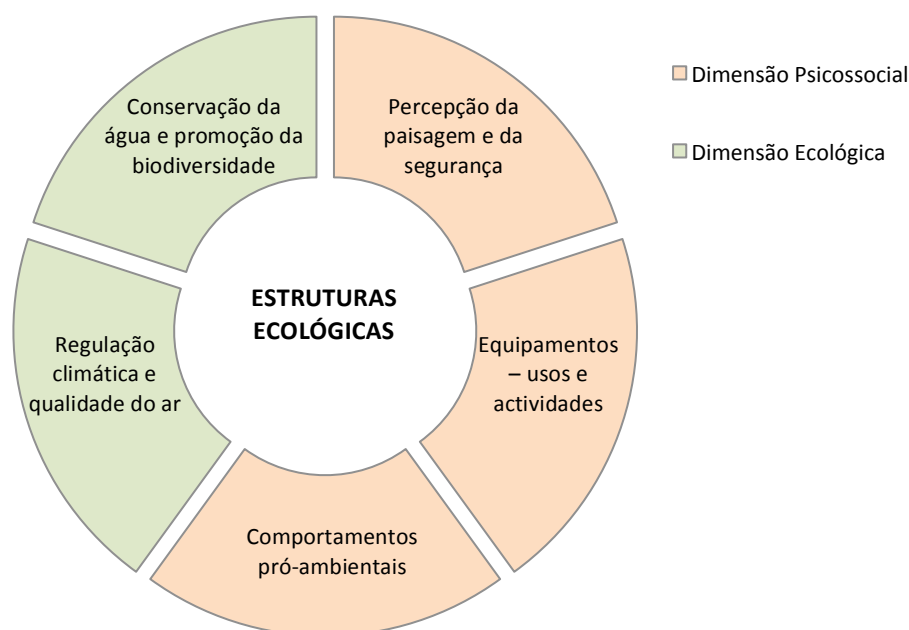 Conservação da
água e promoção da
biodiversidade
Percepção da
paisagem e da
segurança
Dimensão Psicossocial
Dimensão Ecológica
ESTRUTURAS
ECOLÓGICAS
Regulação
climática e
qualidade do ar
Equipamentos
– usos e
actividades
Comportamentos
pró-ambientais